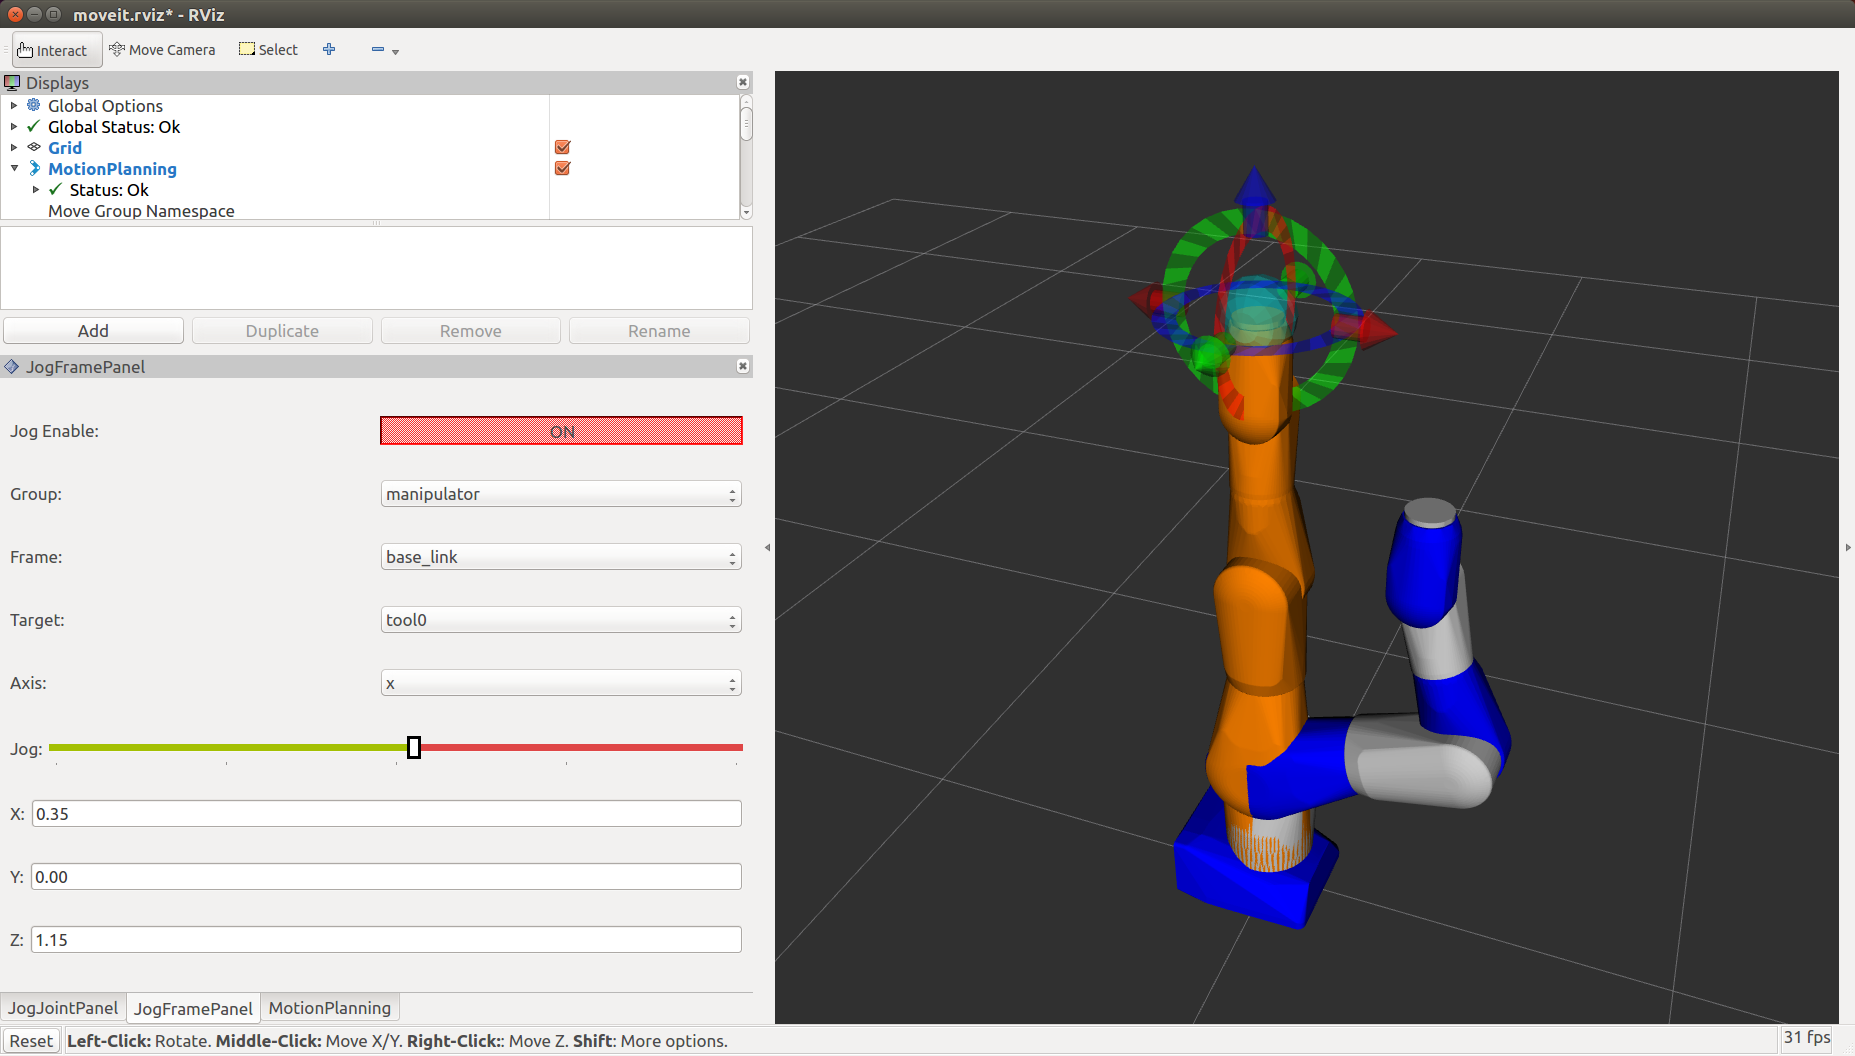 moveit.rviz* - RViz
Interact Move Camera Select
Displays
Global Options
Global Status: Ok
Grid
MotionPlanning
Status: Ok
Move Group Namespace
Add Duplicate Remove Rename
JogFramePanel
Jog Enable: ON
Group: manipulator
Frame: base_link
Target: tool0
Axis: x
Jog:
X: 0.35
Y: 0.00
Z: 1.15
JogJointPanel JogFramePanel MotionPlanning
Reset Left-Click: Rotate. Middle-Click: Move X/Y. Right-Click:: Move Z. Shift: More options. 31 fps